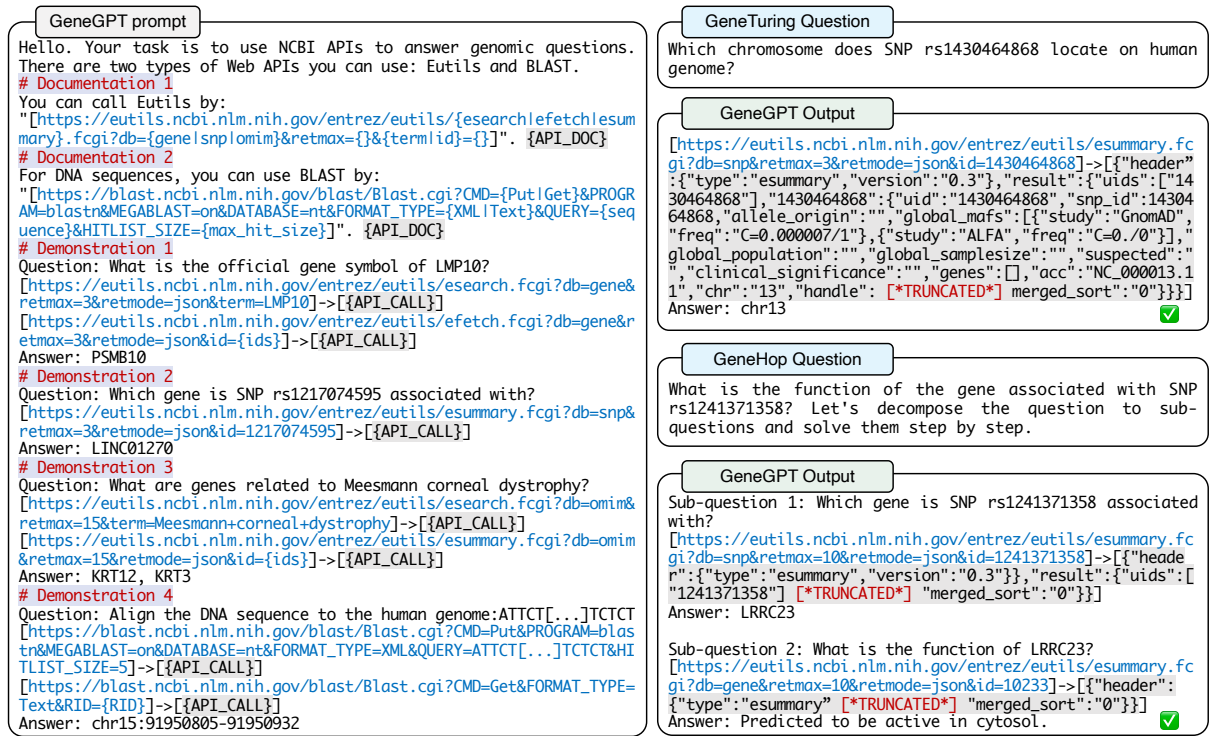 GeneGPT prompt
Hello. Your task is to use NCBI APIs to answer genomic questions.
There are two types of Web APIs you can use: Eutils and BLAST.
# Documentation 1
You can call Eutils by:
"[https://eutils.ncbi.nlm.nih.gov/entrez/eutils/{esearch|efetch|esum
mary}.fcgi?db={gene|snp|omim}&retmax={}&{term|id}={}]". {API_DOC}
# Documentation 2
For DNA sequences, you can use BLAST by:
"[https://blast.ncbi.nlm.nih.gov/blast/Blast.cgi?CMD={Put|Get}&PROGR
AM=blastn&MEGABLAST=on&DATABASE=nt&FORMAT_TYPE={XML|Text}&QUERY={seq
uence}&HITLIST_SIZE={max_hit_size}]". {API_DOC}
# Demonstration 1
Question: What is the official gene symbol of LMP10?
[https://eutils.ncbi.nlm.nih.gov/entrez/eutils/esearch.fcgi?db=gene&
retmax=3&retmode=json&term=LMP10]->[{API_CALL}]
[https://eutils.ncbi.nlm.nih.gov/entrez/eutils/efetch.fcgi?db=gene&r
etmax=3&retmode=json&id={ids}]->[{API_CALL}]
Answer: PSMB10
# Demonstration 2
Question: Which gene is SNP rs1217074595 associated with?
[https://eutils.ncbi.nlm.nih.gov/entrez/eutils/esummary.fcgi?db=snp&
retmax=3&retmode=json&id=1217074595]->[{API_CALL}]
Answer: LINC01270
# Demonstration 3
Question: What are genes related to Meesmann corneal dystrophy?
[https://eutils.ncbi.nlm.nih.gov/entrez/eutils/esearch.fcgi?db=omim&
retmax=15&term=Meesmann+corneal+dystrophy]->[{API_CALL}]
[https://eutils.ncbi.nlm.nih.gov/entrez/eutils/esummary.fcgi?db=omim
&retmax=15&retmode=json&id={ids}]->[{API_CALL}]
Answer: KRT12, KRT3
# Demonstration 4
Question: Align the DNA sequence to the human genome:ATTCT[...]TCTCT
[https://blast.ncbi.nlm.nih.gov/blast/Blast.cgi?CMD=Put&PROGRAM=blas
tn&MEGABLAST=on&DATABASE=nt&FORMAT_TYPE=XML&QUERY=ATTCT[...]TCTCT&HI
TLIST_SIZE=5]->[{API_CALL}]
[https://blast.ncbi.nlm.nih.gov/blast/Blast.cgi?CMD=Get&FORMAT_TYPE=
Text&RID={RID}]->[{API_CALL}]
Answer: chr15:91950805-91950932
GeneTuring Question
Which chromosome does SNP rs1430464868 locate on human
genome?
GeneGPT Output
[https://eutils.ncbi.nlm.nih.gov/entrez/eutils/esummary.fc
gi?db=snp&retmax=3&retmode=json&id=1430464868]->[{"header"
:{"type":"esummary","version":"0.3"},"result":{"uids":["14
30464868"],"1430464868":{"uid":"1430464868","snp_id":14304
64868,"allele_origin":"","global_mafs":[{"study":"GnomAD",
"freq":"C=0.000007/1"},{"study":"ALFA","freq":"C=0./0"}],"
global_population":"","global_samplesize":"","suspected":"
","clinical_significance":"","genes":[],"acc":"NC_000013.1
1","chr":"13","handle": [*TRUNCATED*] merged_sort":"0"}}}]
Answer: chr13
GeneHop Question
What is the function of the gene associated with SNP
rs1241371358? Let's decompose the question to sub-
questions and solve them step by step.
GeneGPT Output
Sub-question 1: Which gene is SNP rs1241371358 associated
with?
[https://eutils.ncbi.nlm.nih.gov/entrez/eutils/esummary.fc
gi?db=snp&retmax=10&retmode=json&id=1241371358]->[{"heade
r":{"type":"esummary","version":"0.3"}},"result":{"uids":[
"1241371358"] [*TRUNCATED*] "merged_sort":"0"}}]
Answer: LRRC23
Sub-question 2: What is the function of LRRC23?
[https://eutils.ncbi.nlm.nih.gov/entrez/eutils/esummary.fc
gi?db=gene&retmax=10&retmode=json&id=10233]->[{"header":
{"type":"esummary” [*TRUNCATED*] "merged_sort":"0"}}]
Answer: Predicted to be active in cytosol.